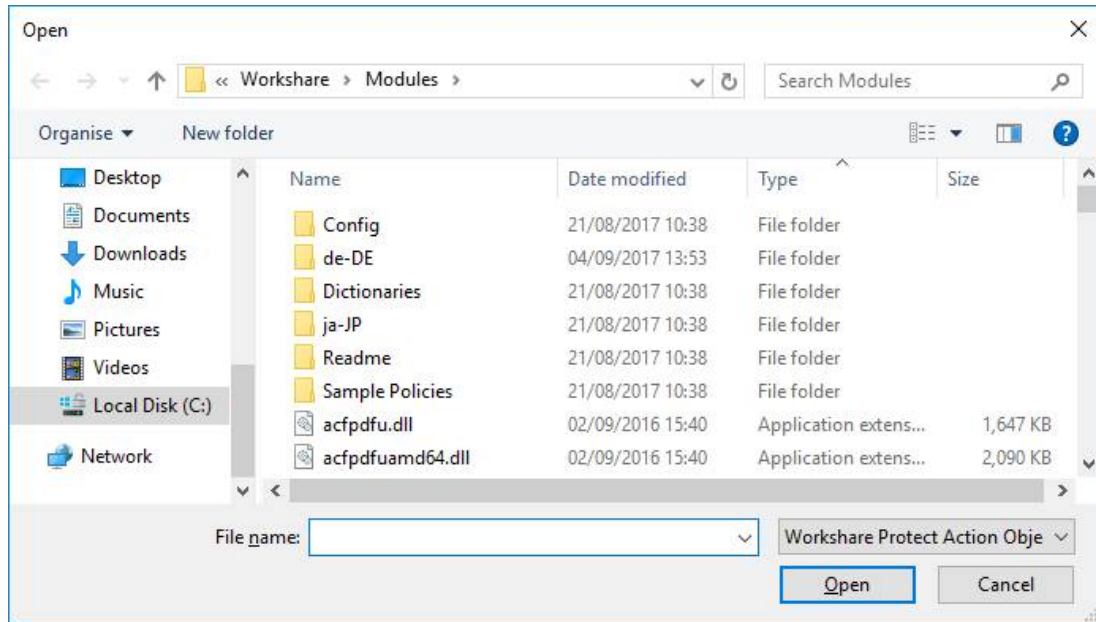 Open
« Workshare > Modules >
Search Modules
Organise
New folder
Desktop
Documents
Downloads
Music
Pictures
Videos
Local Disk (C:)
Network
Name Date modified Type Size
Config 21/08/2017 10:38 File folder
de-DE 04/09/2017 13:53 File folder
Dictionaries 21/08/2017 10:38 File folder
ja-JP 21/08/2017 10:38 File folder
Readme 21/08/2017 10:38 File folder
Sample Policies 21/08/2017 10:38 File folder
acfpdfu.dll 02/09/2016 15:40 Application extens... 1,647 KB
acfpdfuamd64.dll 02/09/2016 15:40 Application extens... 2,090 KB
File name:
Workshare Protect Action Obje
Open
Cancel